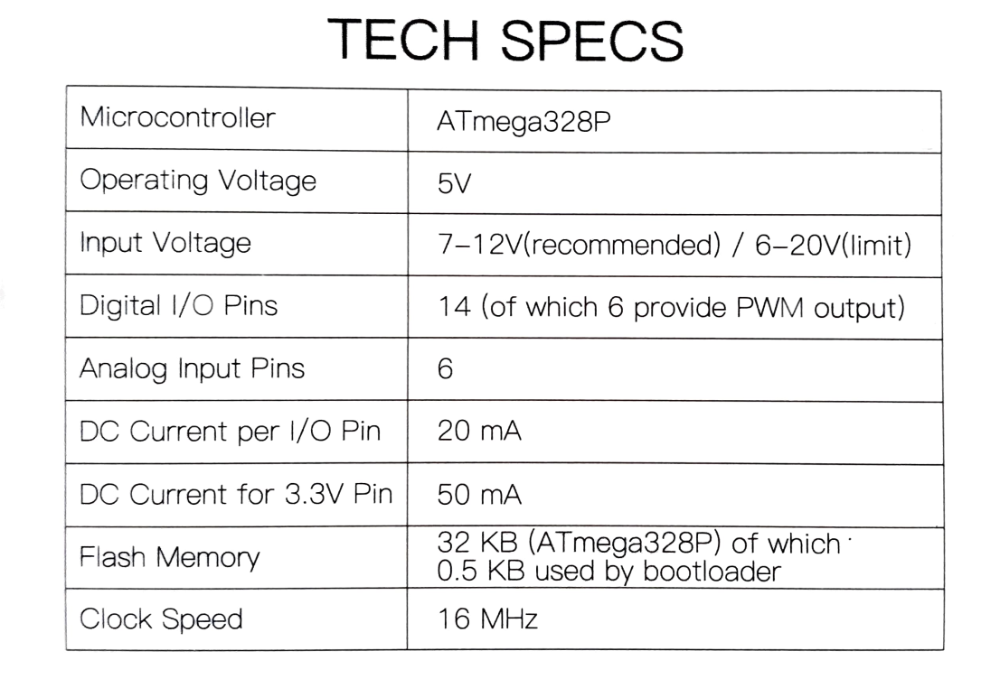 TECH SPECS
Microcontroller ATmega328P
Operating Voltage 5V
Input Voltage 7–12V(recommended) / 6–20V(limit)
Digital I/O Pins 14 (of which 6 provide PWM output)
Analog Input Pins 6
DC Current per I/O Pin 20 mA
DC Current for 3.3V Pin 50 mA
Flash Memory 32 KB (ATmega328P) of which
0.5 KB used by bootloader
Clock Speed 16 MHz